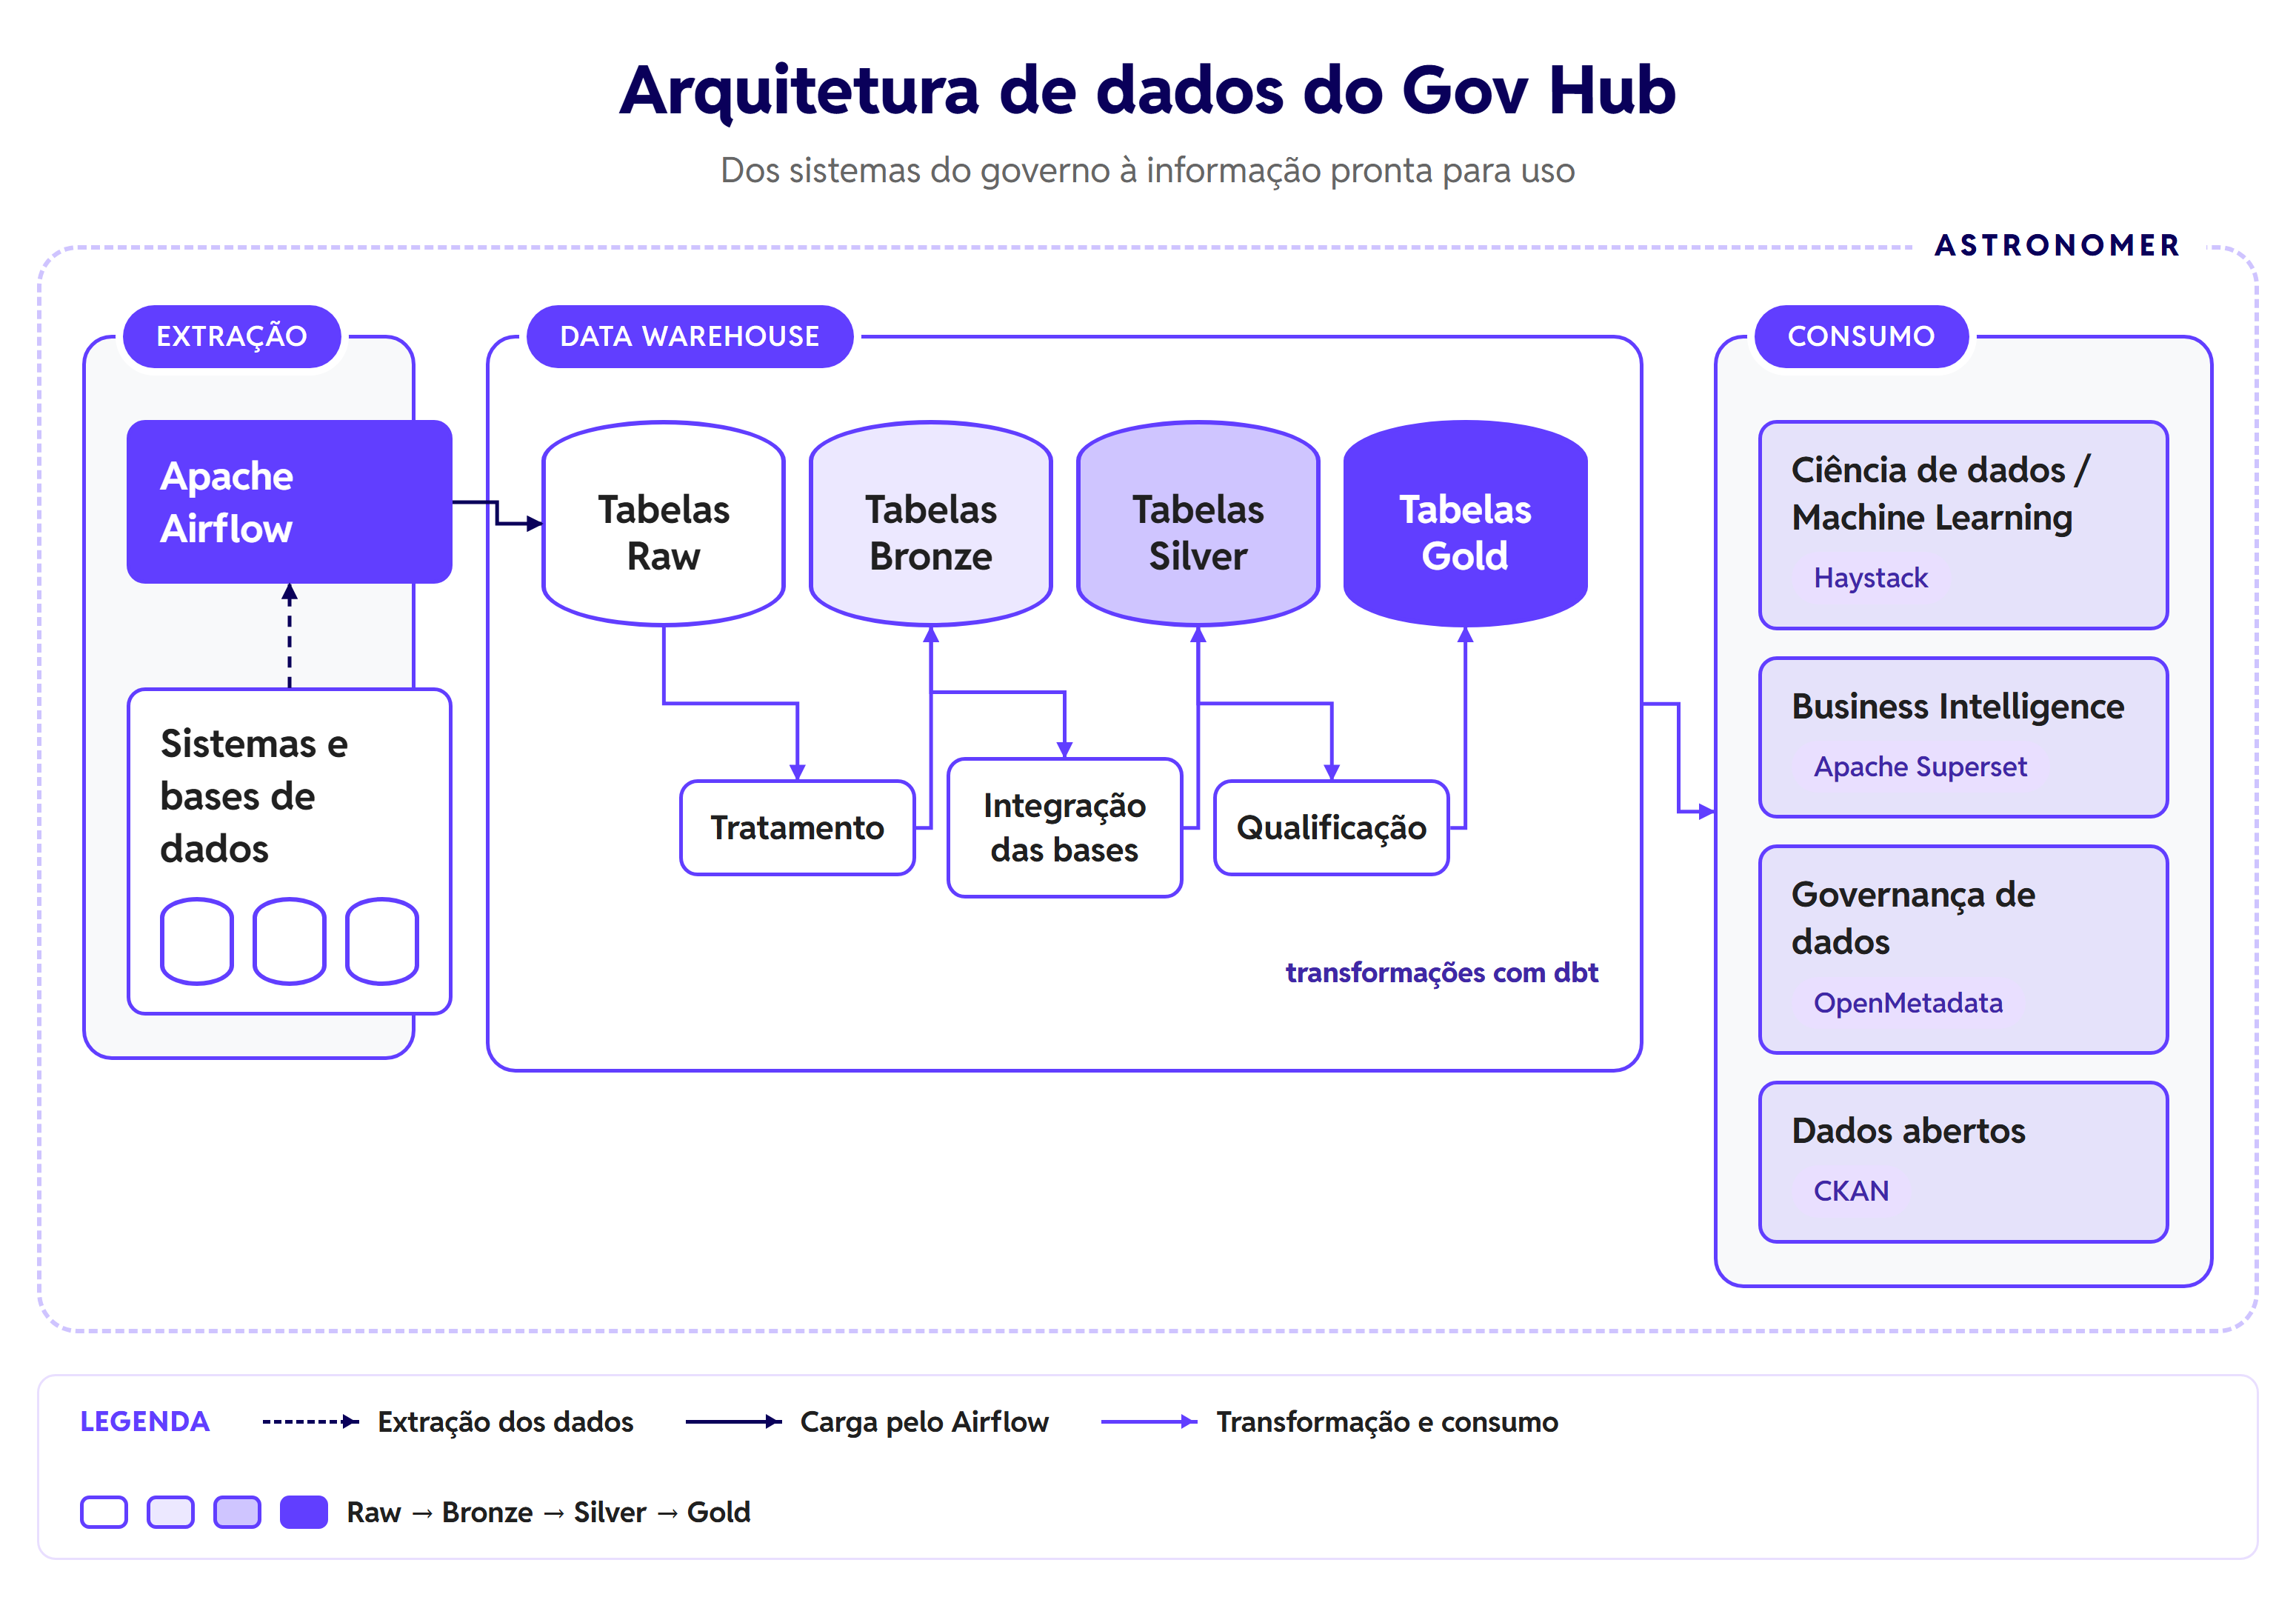 Arquitetura de dados do Gov Hub
Dos sistemas do governo à informação pronta para uso
ASTRONOMER
EXTRAÇÃO
Apache
Airflow
Sistemas e
bases de
dados
DATA WAREHOUSE
Tabelas
Raw
Tabelas
Bronze
Tabelas
Silver
Tabelas
Gold
Tratamento
Integração
das bases
Qualificação
transformações com dbt
CONSUMO
Ciência de dados /
Machine Learning
Haystack
Business Intelligence
Apache Superset
Governança de
dados
OpenMetadata
Dados abertos
CKAN
LEGENDA
Extração dos dados
Carga pelo Airflow
Transformação e consumo
Raw → Bronze → Silver → Gold